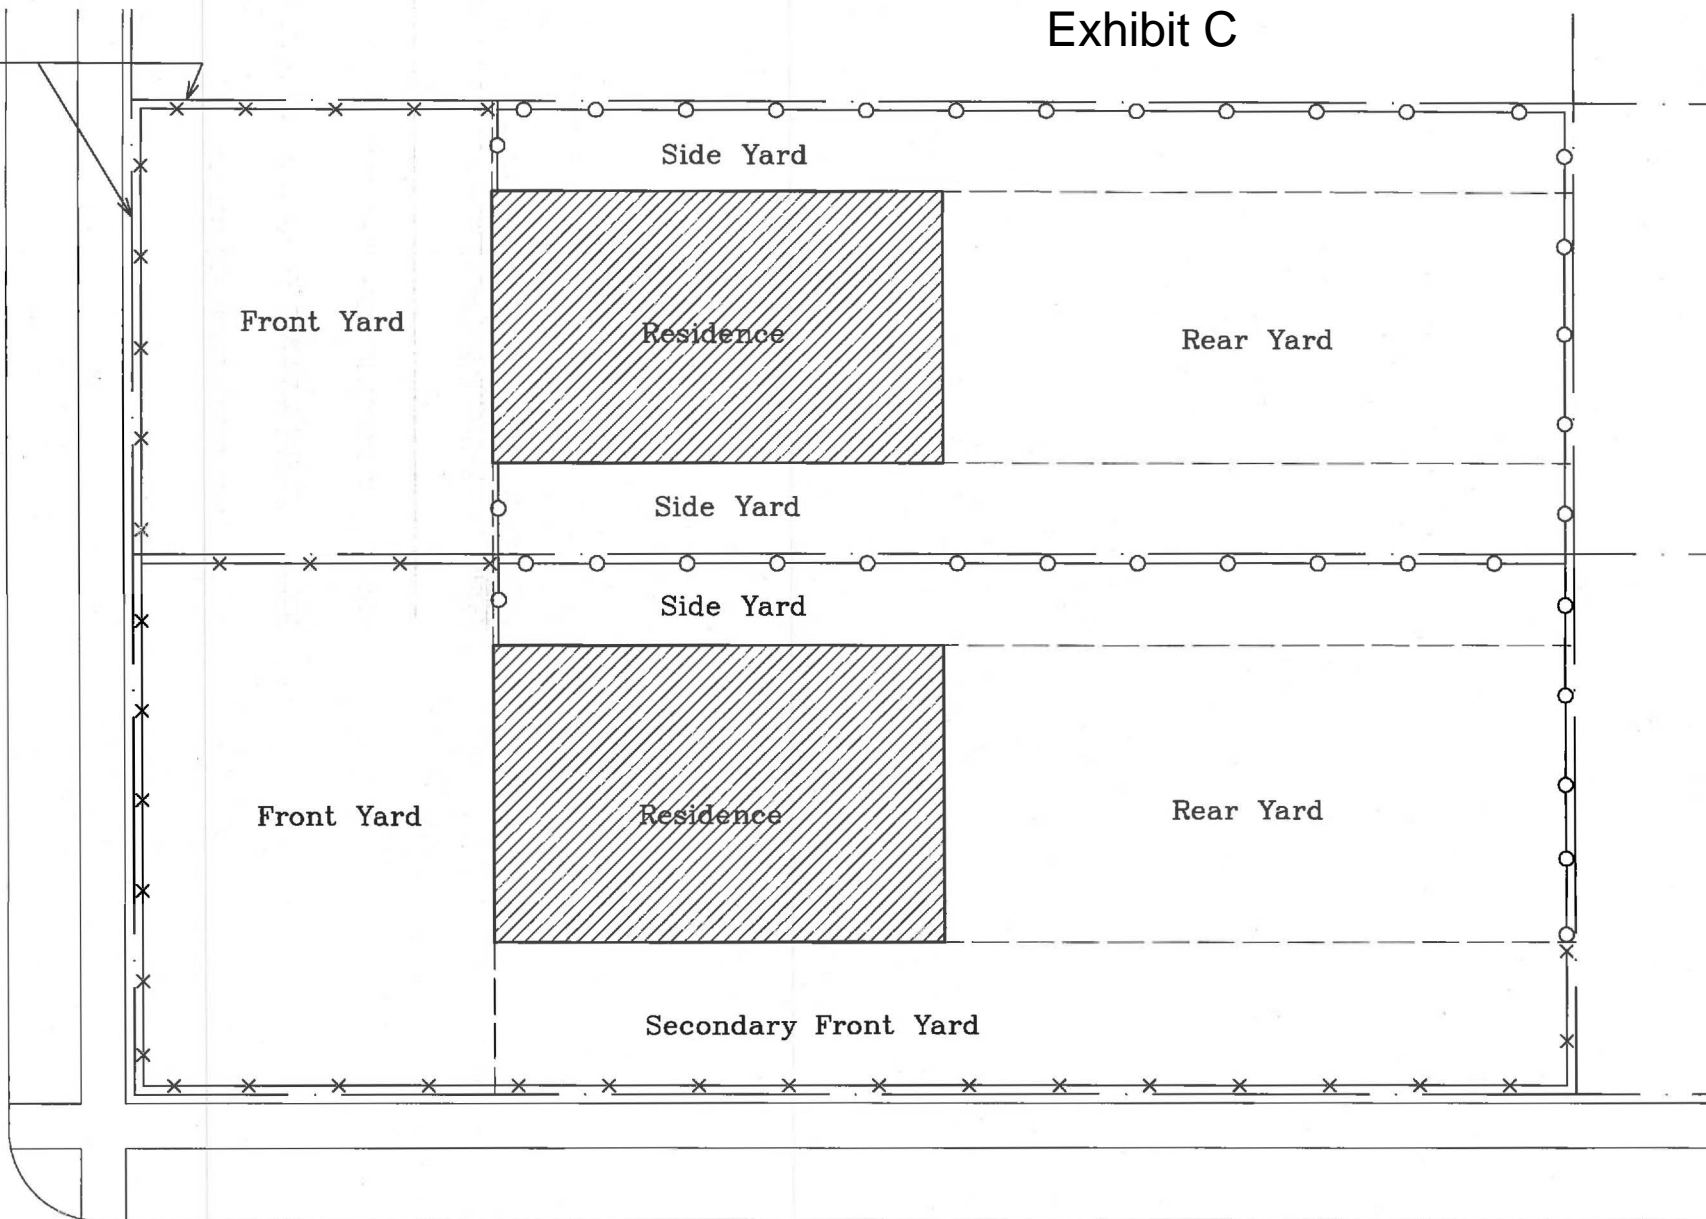 Exhibit C
Side Yard
Front Yard
Residence
Rear Yard
Side Yard
Side Yard
Front Yard
Residence
Rear Yard
Secondary Front Yard